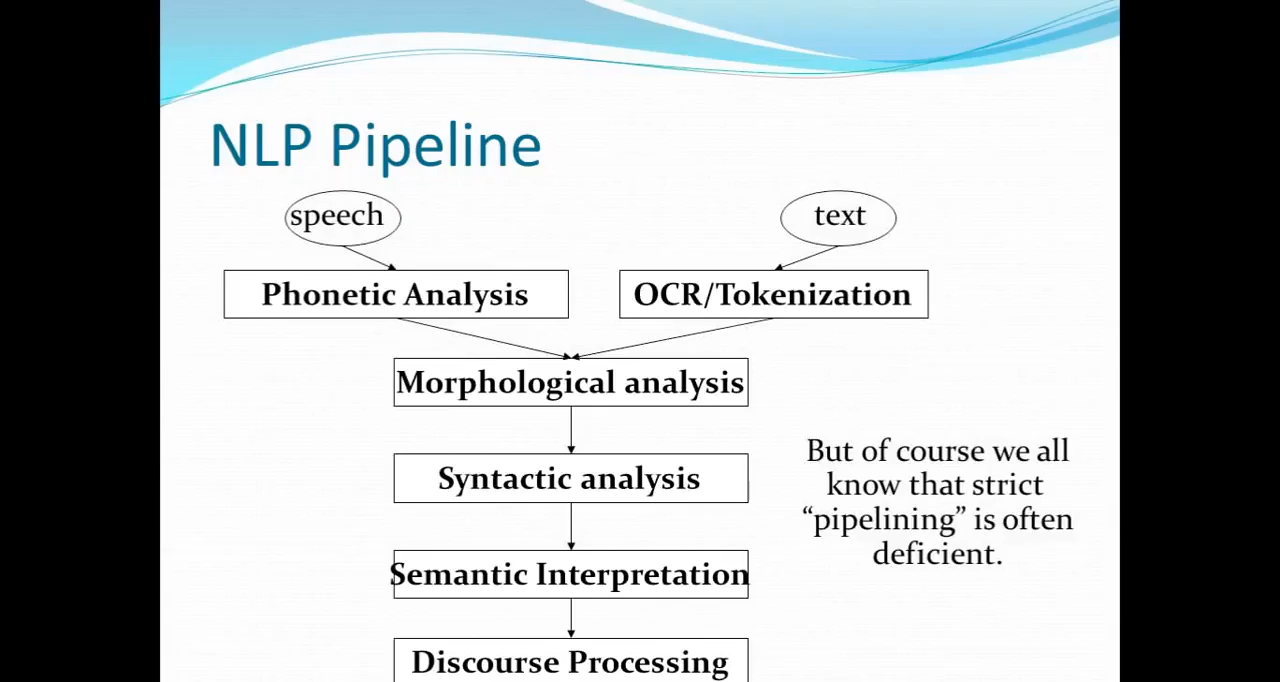 NLP Pipeline
speech
text
Phonetic Analysis
OCR/Tokenization
Morphological analysis
Syntactic analysis
Semantic Interpretation
Discourse Processing
But of course we all
know that strict
“pipelining” is often
deficient.